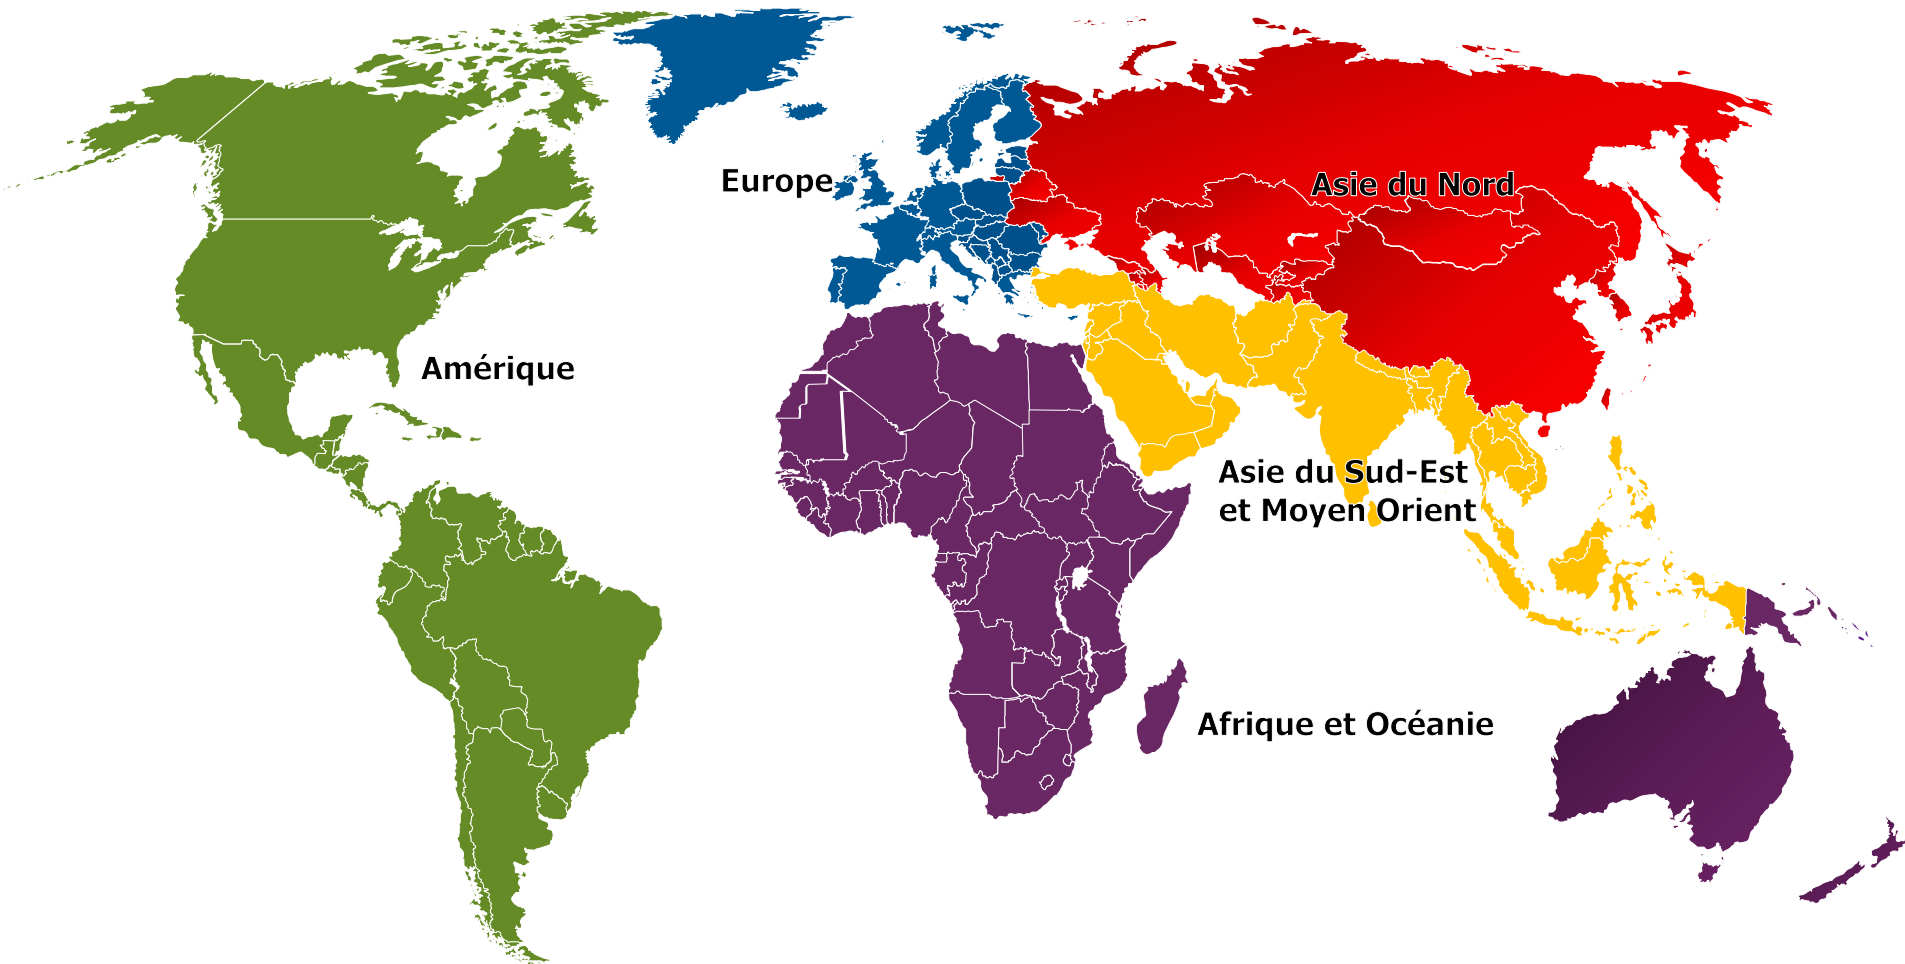 Europe
Asie du Nord
Amérique
Asie du Sud-Est
et Moyen Orient
Afrique et Océanie